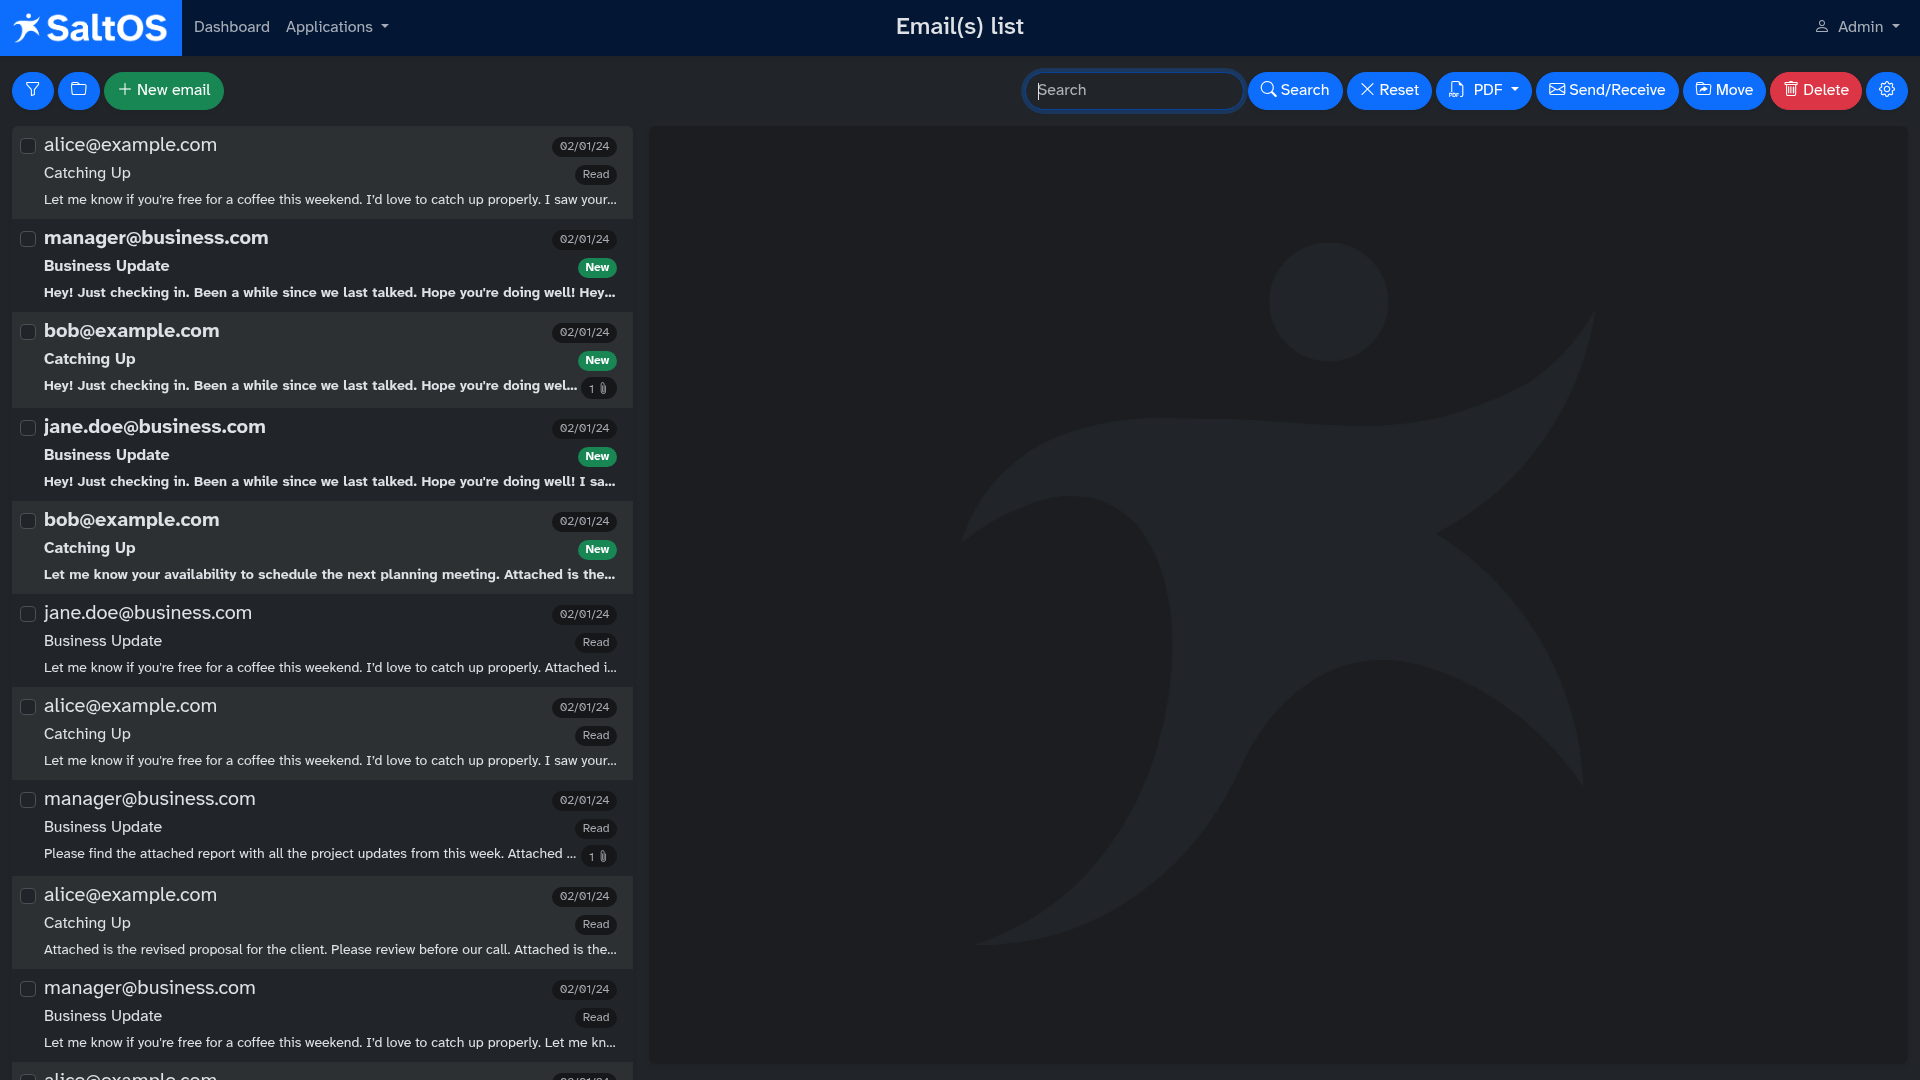 SaltOS
Dashboard
Applications
Email(s) list
Admin
New email
Search
Search
Reset
PDF
Send/Receive
Move
Delete
alice@example.com
02/01/24
Catching Up
Read
Let me know if you're free for a coffee this weekend. I'd love to catch up properly. I saw your...
manager@business.com
02/01/24
Business Update
New
Hey! Just checking in. Been a while since we last talked. Hope you're doing well! Hey...
bob@example.com
02/01/24
Catching Up
New
Hey! Just checking in. Been a while since we last talked. Hope you're doing wel...
1
jane.doe@business.com
02/01/24
Business Update
New
Hey! Just checking in. Been a while since we last talked. Hope you're doing well! I sa...
bob@example.com
02/01/24
Catching Up
New
Let me know your availability to schedule the next planning meeting. Attached is the...
jane.doe@business.com
02/01/24
Business Update
Read
Let me know if you're free for a coffee this weekend. I'd love to catch up properly. Attached i...
alice@example.com
02/01/24
Catching Up
Read
Let me know if you're free for a coffee this weekend. I'd love to catch up properly. I saw your...
manager@business.com
02/01/24
Business Update
Read
Please find the attached report with all the project updates from this week. Attached ...
1
alice@example.com
02/01/24
Catching Up
Read
Attached is the revised proposal for the client. Please review before our call. Attached is the...
manager@business.com
02/01/24
Business Update
Read
Let me know if you're free for a coffee this weekend. I'd love to catch up properly. Let me kn...
alice@example.com